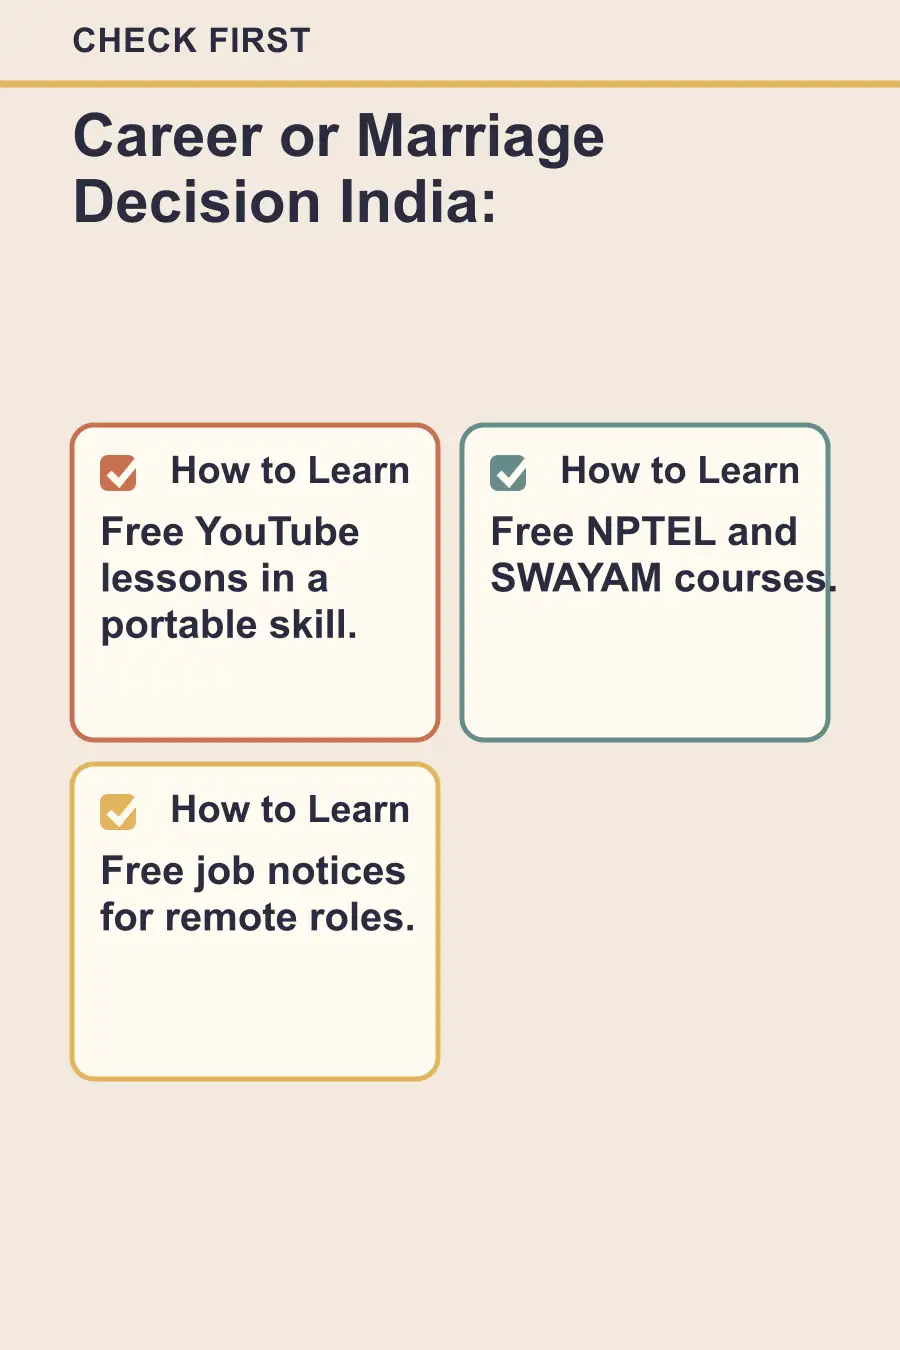 CHECK FIRST
Career or Marriage
Decision India:
How to Learn
Free YouTube
lessons in a
portable skill.
How to Learn
Free NPTEL and
SWAYAM courses.
How to Learn
Free job notices
for remote roles.